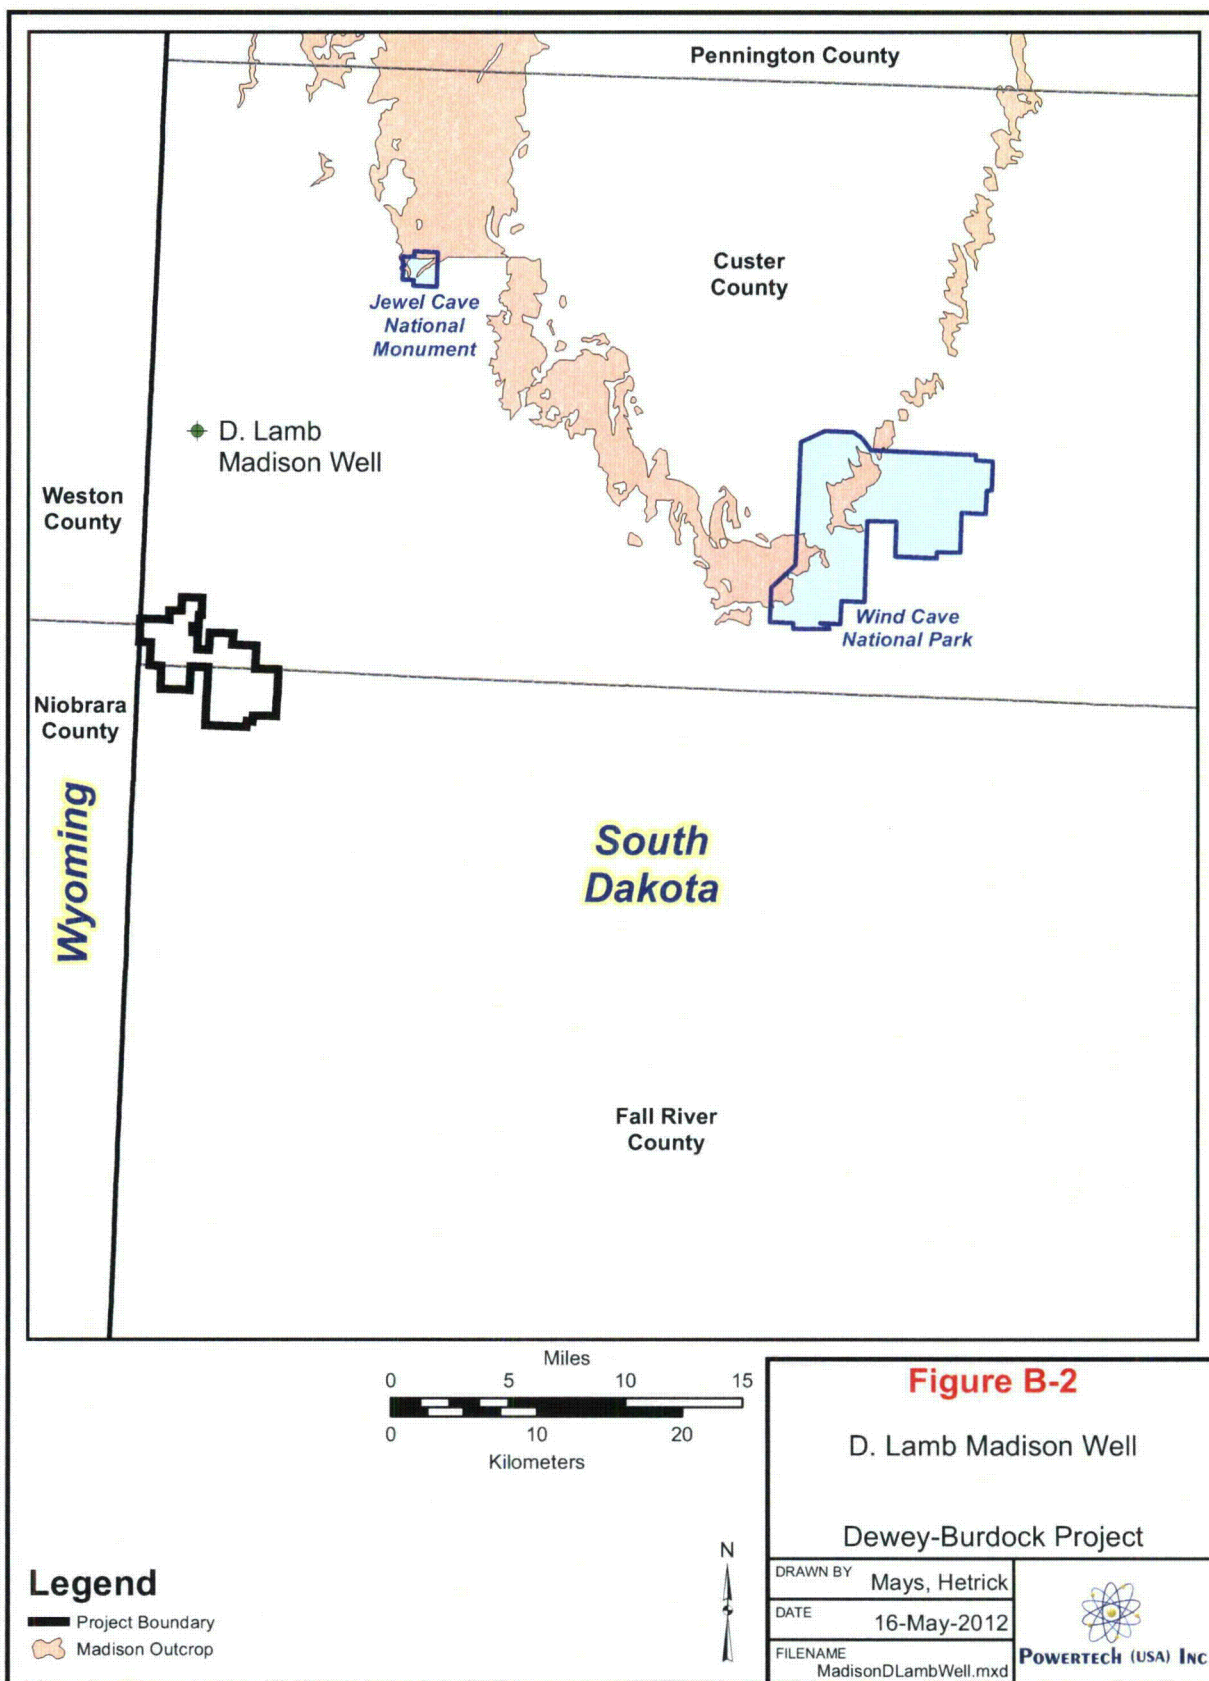 Pennington County
Custer
County
Jewel Cave
National
Monument
D. Lamb
Madison Well
Weston
County
Wind Cave
National Park
Niobrara
County
Wyoming
South
Dakota
Fall River
County
Miles
0 5 10 15
0 10 20
Kilometers
Figure B-2
D. Lamb Madison Well
Dewey-Burdock Project
N
DRAWN BY Mays, Hetrick
DATE 16-May-2012
FILENAME
MadisonDLambWell.mxd
POWERTECH (USA) INC
Legend
Project Boundary
Madison Outcrop